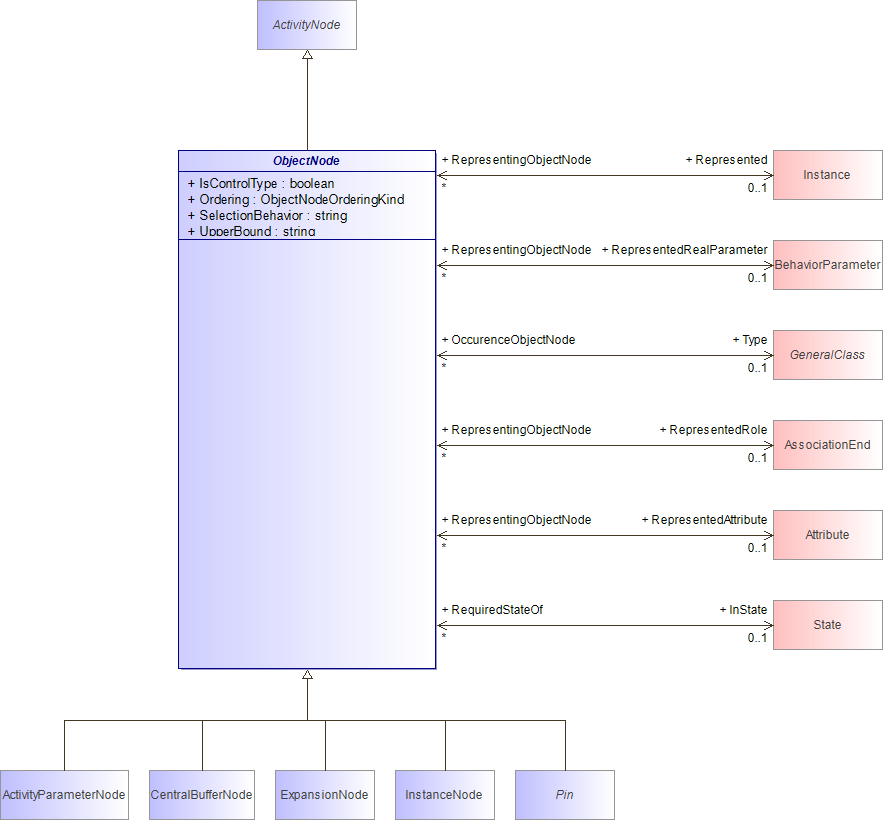 ActivityNode
ObjectNode
+ IsControlType : boolean
+ Ordering : ObjectNodeOrderingKind
+ SelectionBehavior : string
+ UpperBound : string
+ RepresentingObjectNode + Represented
* 0..1
Instance
+ RepresentingObjectNode + RepresentedRealParameter
* 0..1
BehaviorParameter
+ OccurenceObjectNode + Type
* 0..1
GeneralClass
+ RepresentingObjectNode + RepresentedRole
* 0..1
AssociationEnd
+ RepresentingObjectNode + RepresentedAttribute
* 0..1
Attribute
+ RequiredStateOf + InState
* 0..1
State
ActivityParameterNode CentralBufferNode ExpansionNode InstanceNode Pin